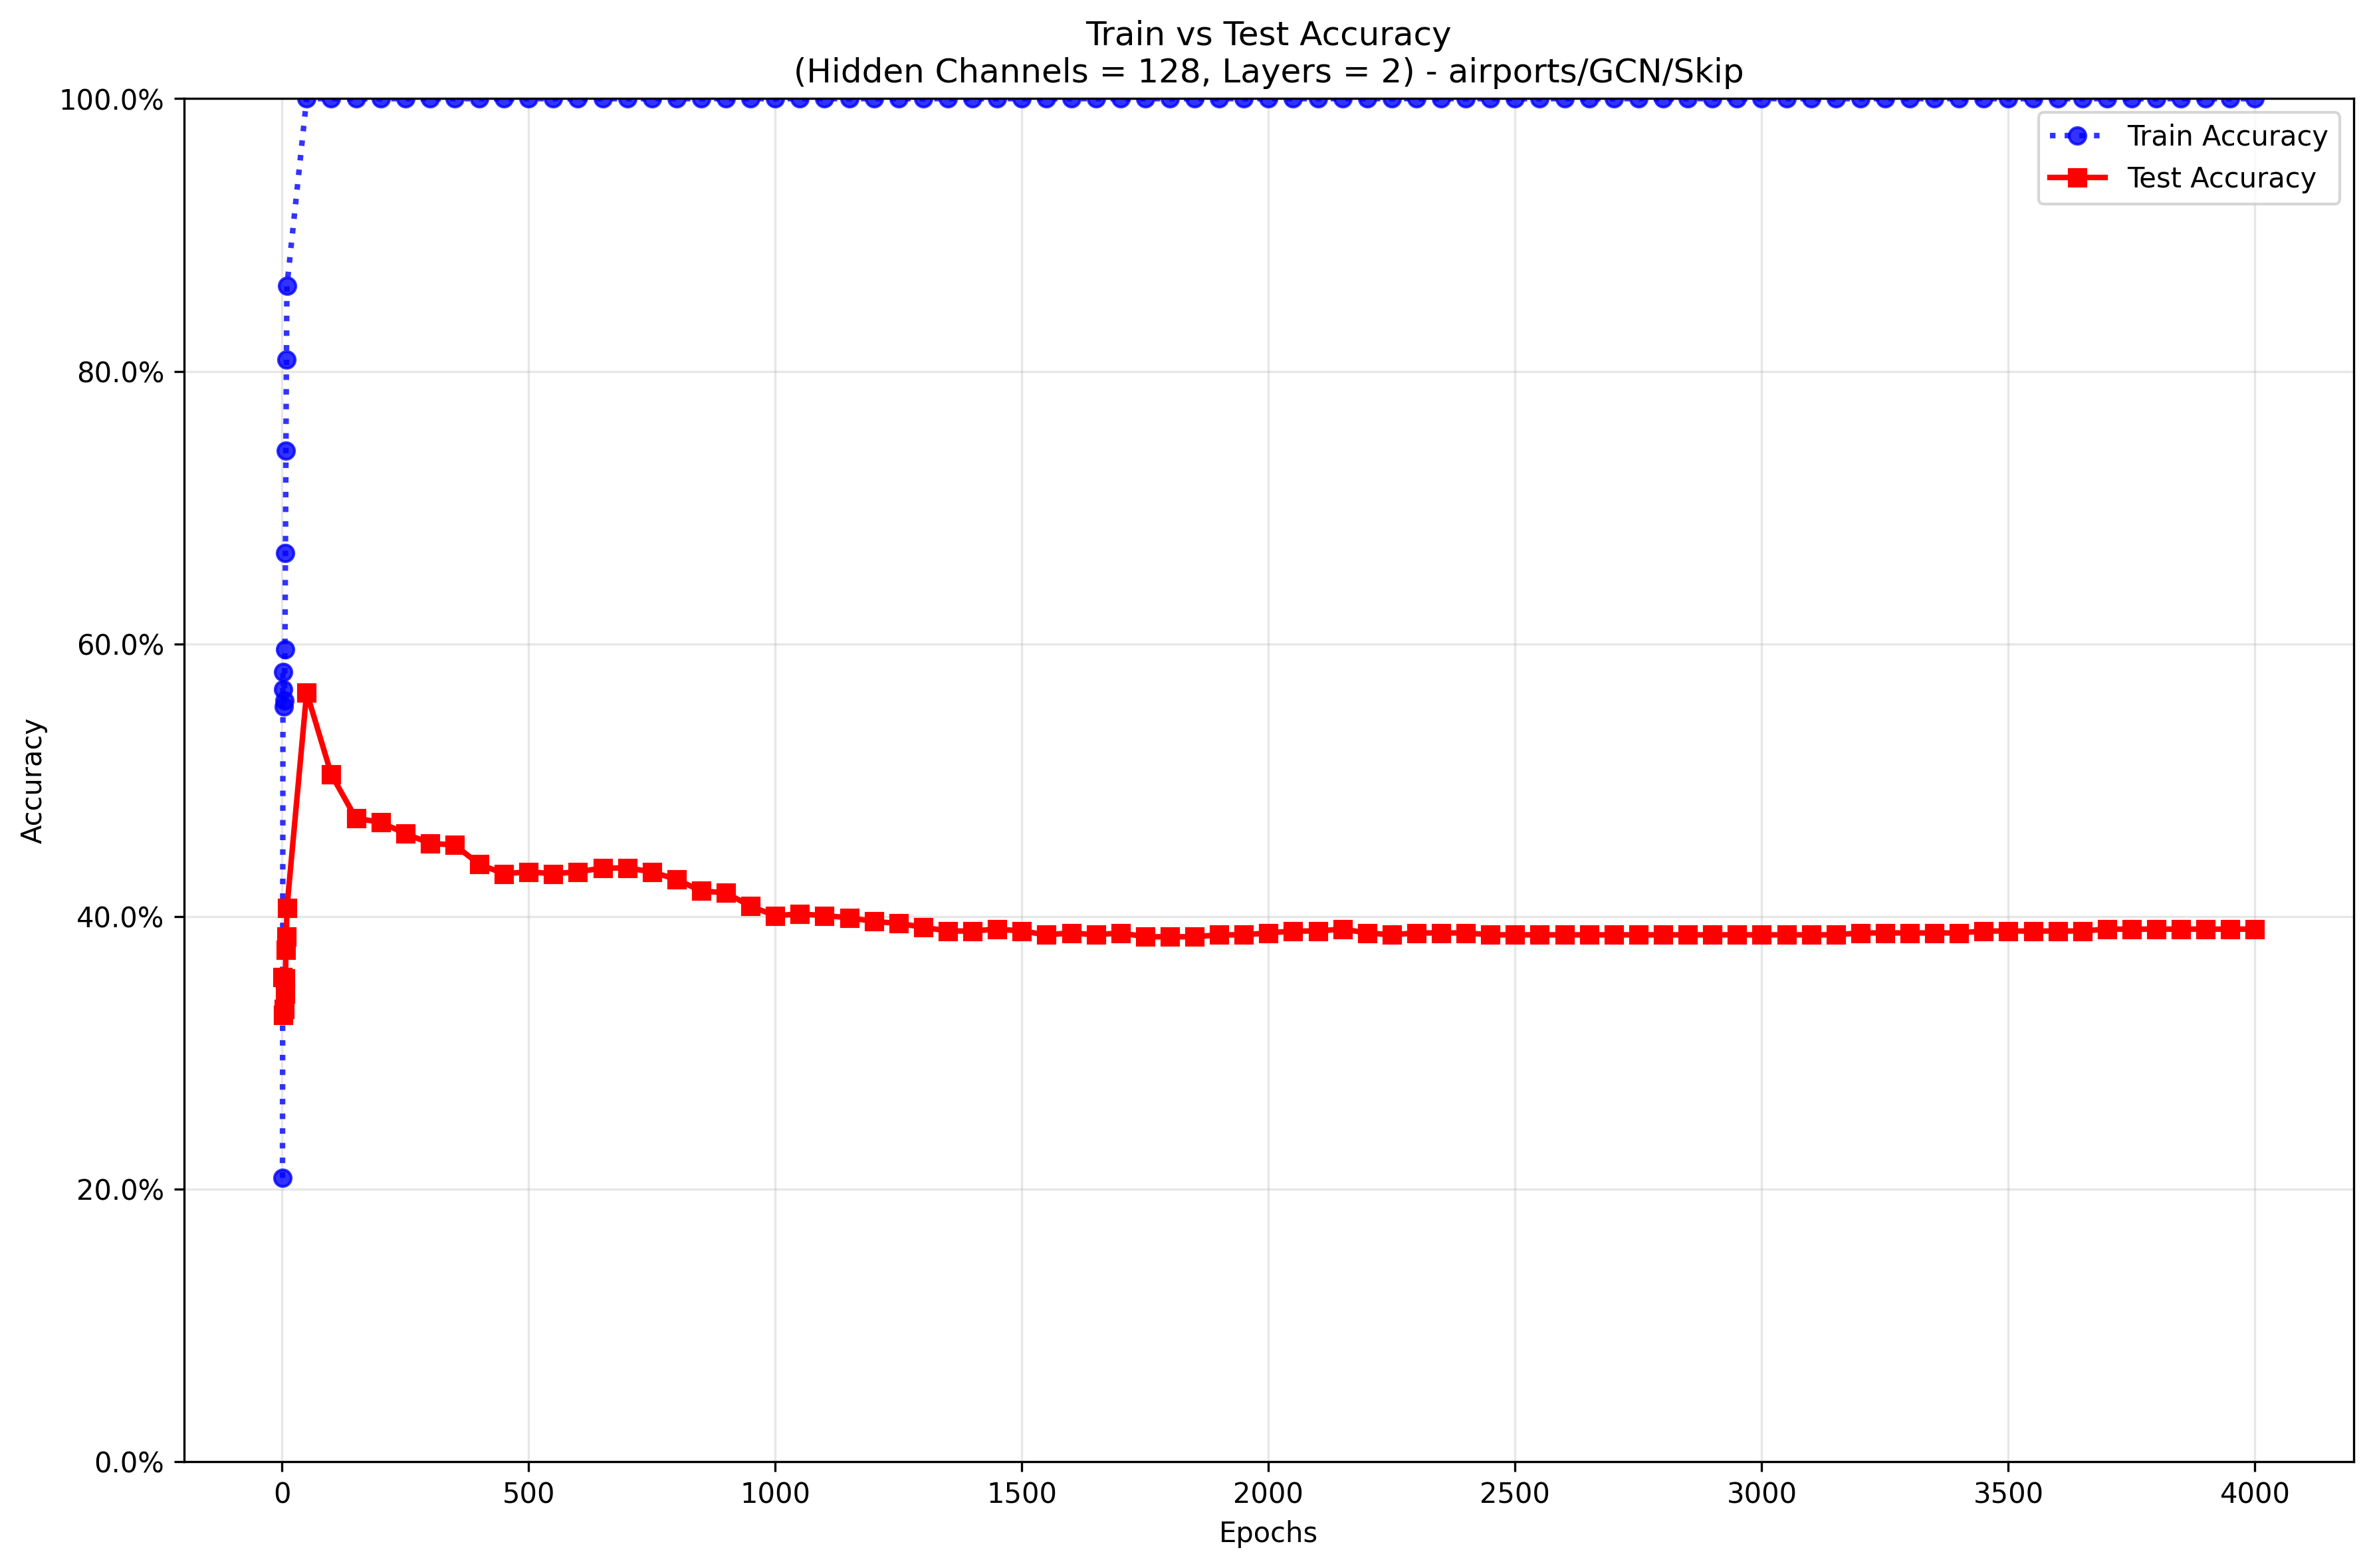 Train vs Test Accuracy
(Hidden Channels = 128, Layers = 2) - airports/GCN/Skip
100.0%
80.0%
60.0%
40.0%
20.0%
0.0%
Accuracy
Train Accuracy
Test Accuracy
0 500 1000 1500 2000 2500 3000 3500 4000
Epochs